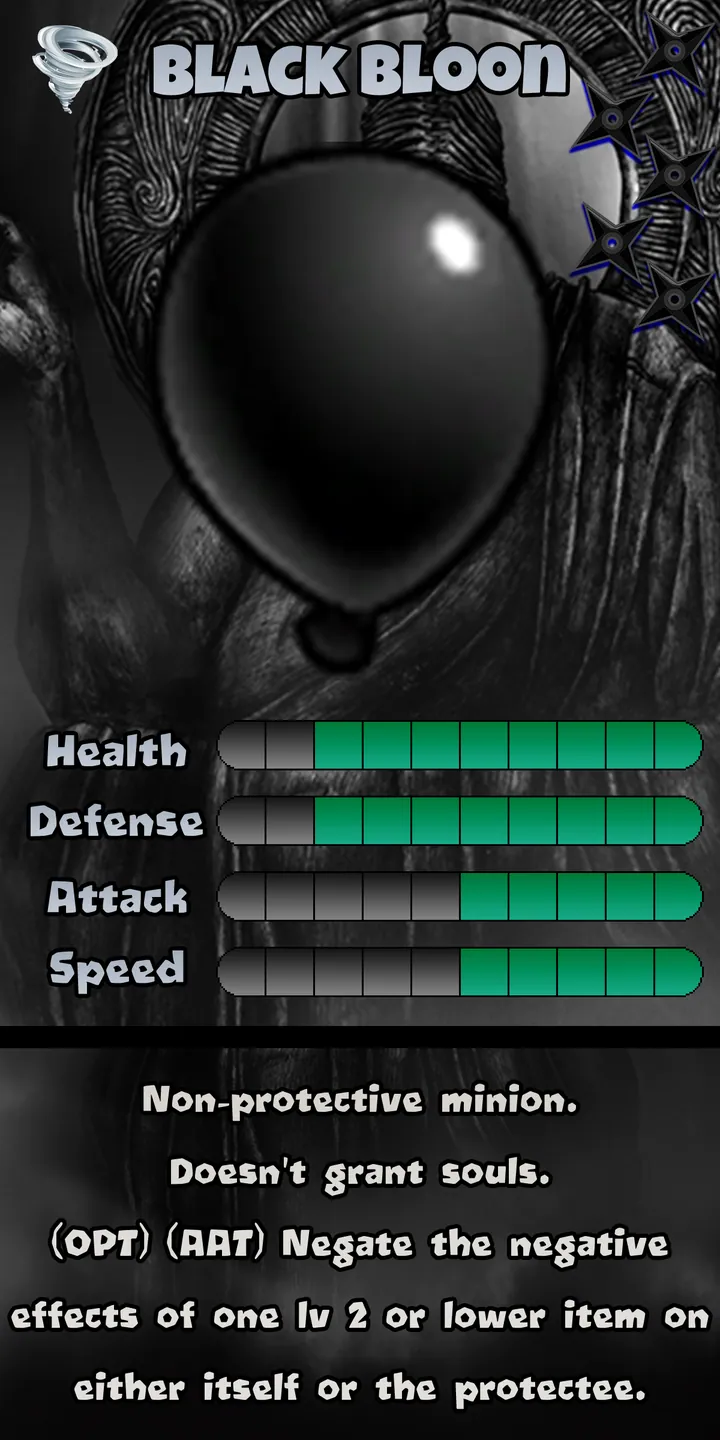 BLACK BLOON
Health
Defense
Attack
Speed
Non-protective minion.
Doesn't grant souls.
(OPT) (AAT) Negate the negative
effects of one lv 2 or lower item on
either itself or the protectee.